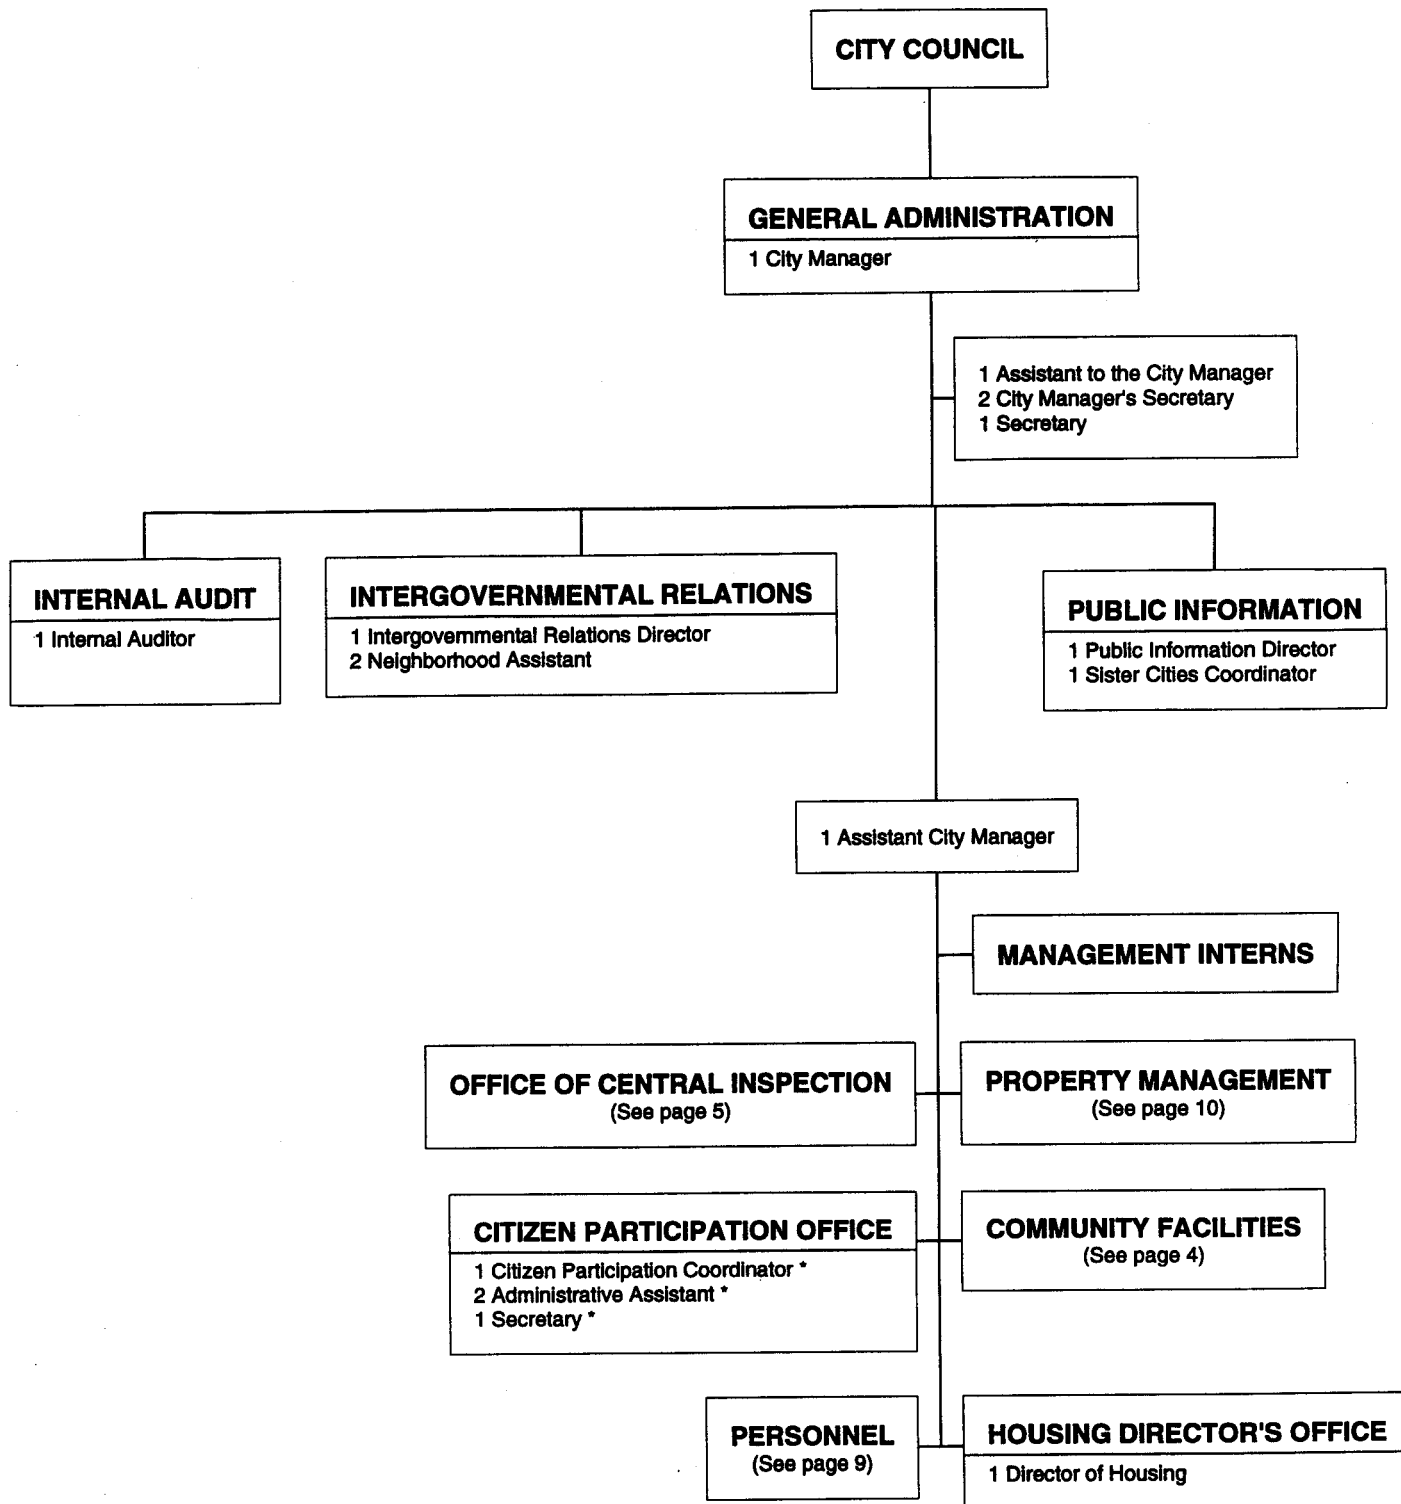 CITY COUNCIL
GENERAL ADMINISTRATION
1 City Manager
1 Assistant to the City Manager
2 City Manager's Secretary
1 Secretary
INTERNAL AUDIT
1 Internal Auditor
INTERGOVERNMENTAL RELATIONS
1 Intergovernmental Relations Director
2 Neighborhood Assistant
PUBLIC INFORMATION
1 Public Information Director
1 Sister Cities Coordinator
1 Assistant City Manager
MANAGEMENT INTERNS
OFFICE OF CENTRAL INSPECTION
(See page 5)
PROPERTY MANAGEMENT
(See page 10)
CITIZEN PARTICIPATION OFFICE
1 Citizen Participation Coordinator *
2 Administrative Assistant *
1 Secretary *
COMMUNITY FACILITIES
(See page 4)
PERSONNEL
(See page 9)
HOUSING DIRECTOR'S OFFICE
1 Director of Housing